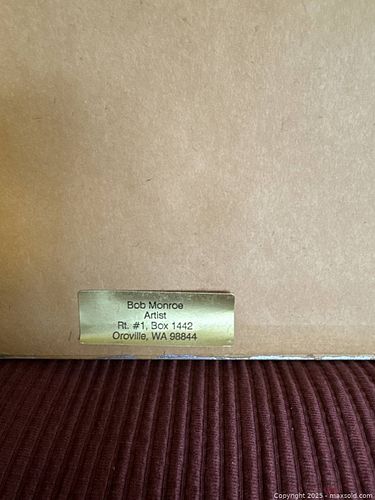 Bob Monroe
Artist
Rt. #1, Box 1442
Oroville, WA 98844
Copyright 2025 - maxsold.com